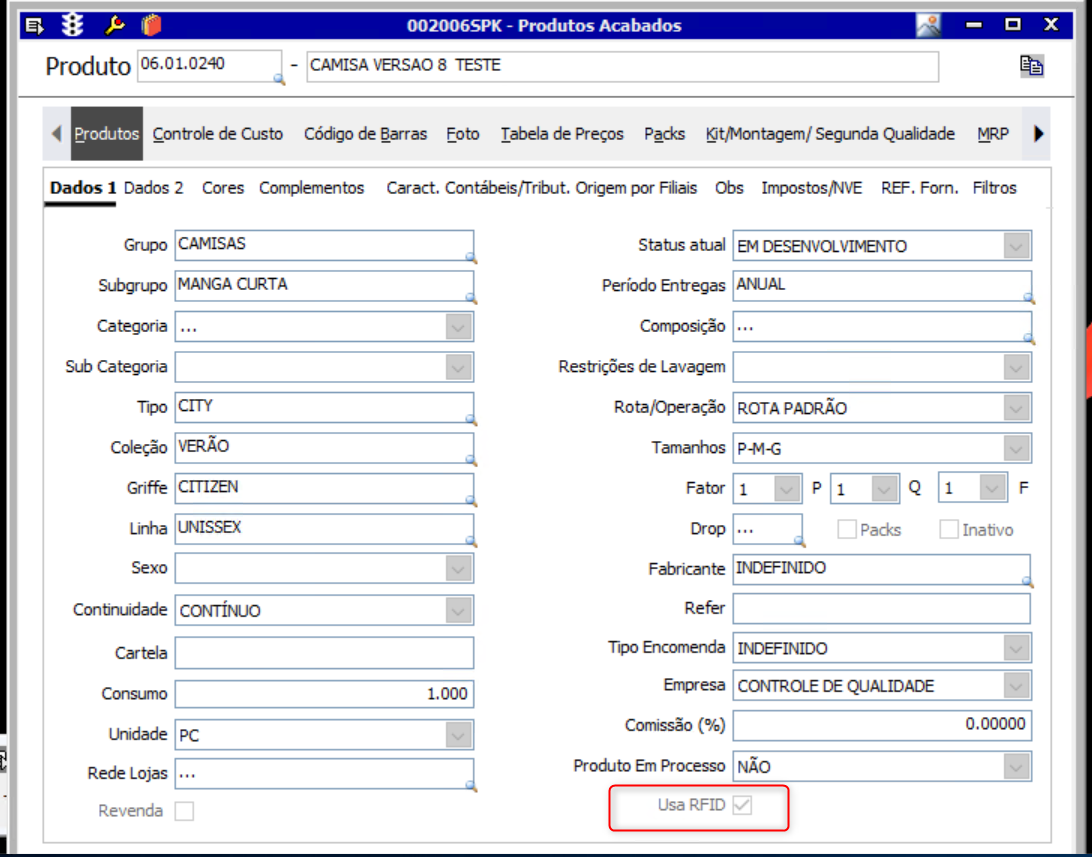 002006SPK - Produtos Acabados
Produto 06.01.0240 - CAMISA VERSAO 8 TESTE
Produtos Controle de Custo Código de Barras Foto Tabela de Preços Packs Kit/Montagem/ Segunda Qualidade MRP
Dados 1 Dados 2 Cores Complementos Caract. Contábeis/Tribut. Origem por Filiais Obs Impostos/NVE REF. Forn. Filtros
Grupo CAMISAS Status atual EM DESENVOLVIMENTO
Subgrupo MANGA CURTA Período Entregas ANUAL
Categoria ... Composição ...
Sub Categoria Restrições de Lavagem
Tipo CITY Rota/Operação ROTA PADRÃO
Coleção VERÃO Tamanhos P-M-G
Griffe CITIZEN Fator 1 P 1 Q 1 F
Linha UNISSEX Drop ... Packs Inativo
Sexo Fabricante INDEFINIDO
Continuidade CONTÍNUO Refer
Cartela Tipo Encomenda INDEFINIDO
Consumo 1.000 Empresa CONTROLE DE QUALIDADE
Unidade PC Comissão (%) 0.00000
Rede Lojas ... Produto Em Processo NÃO
Revenda Usa RFID